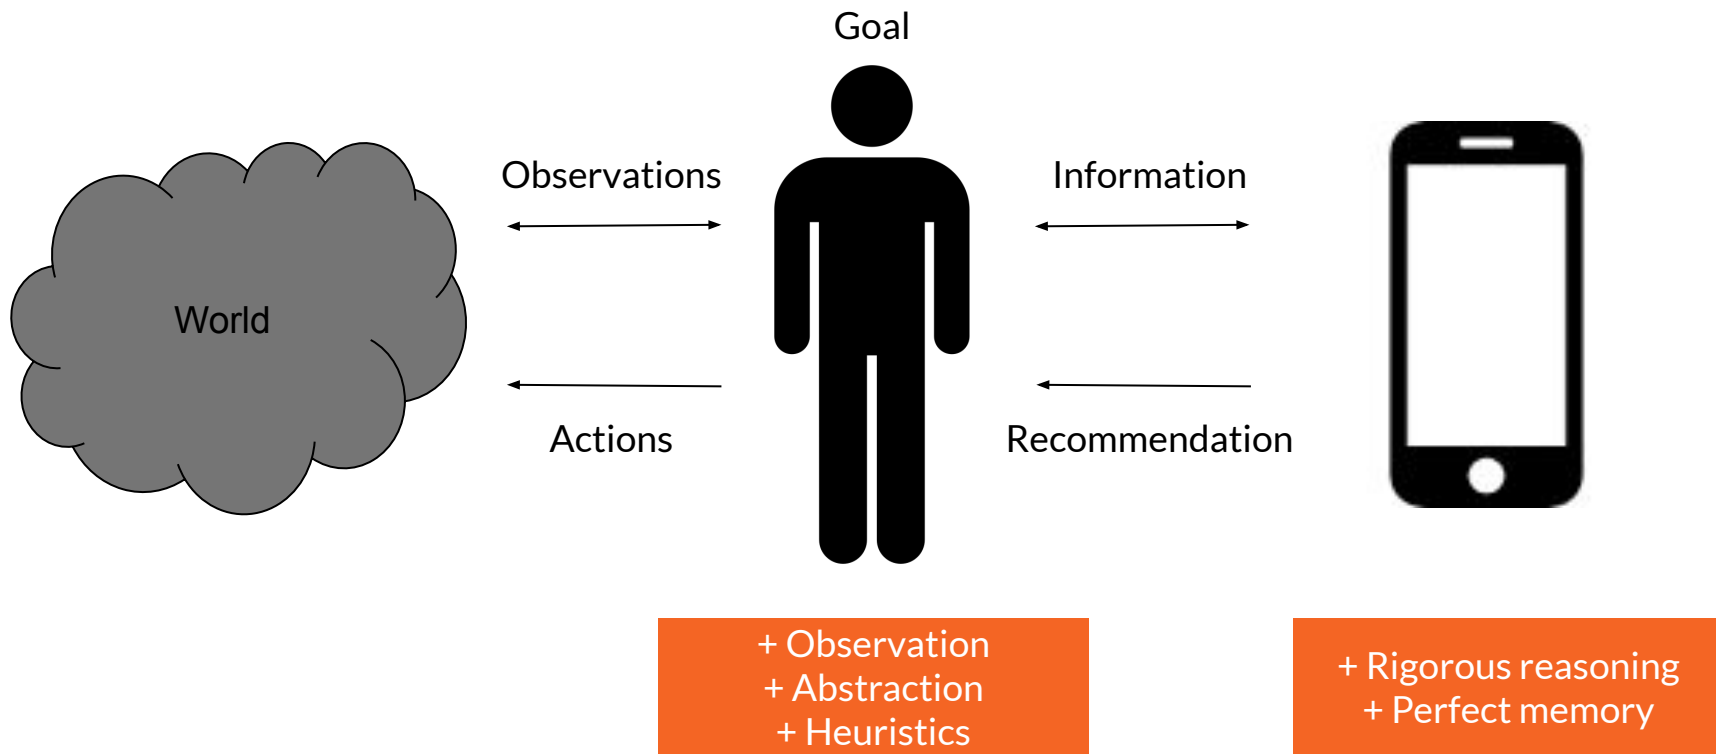 Goal
Observations
Information
World
Actions
Recommendation
+ Observation
+ Abstraction
+ Heuristics
+ Rigorous reasoning
+ Perfect memory